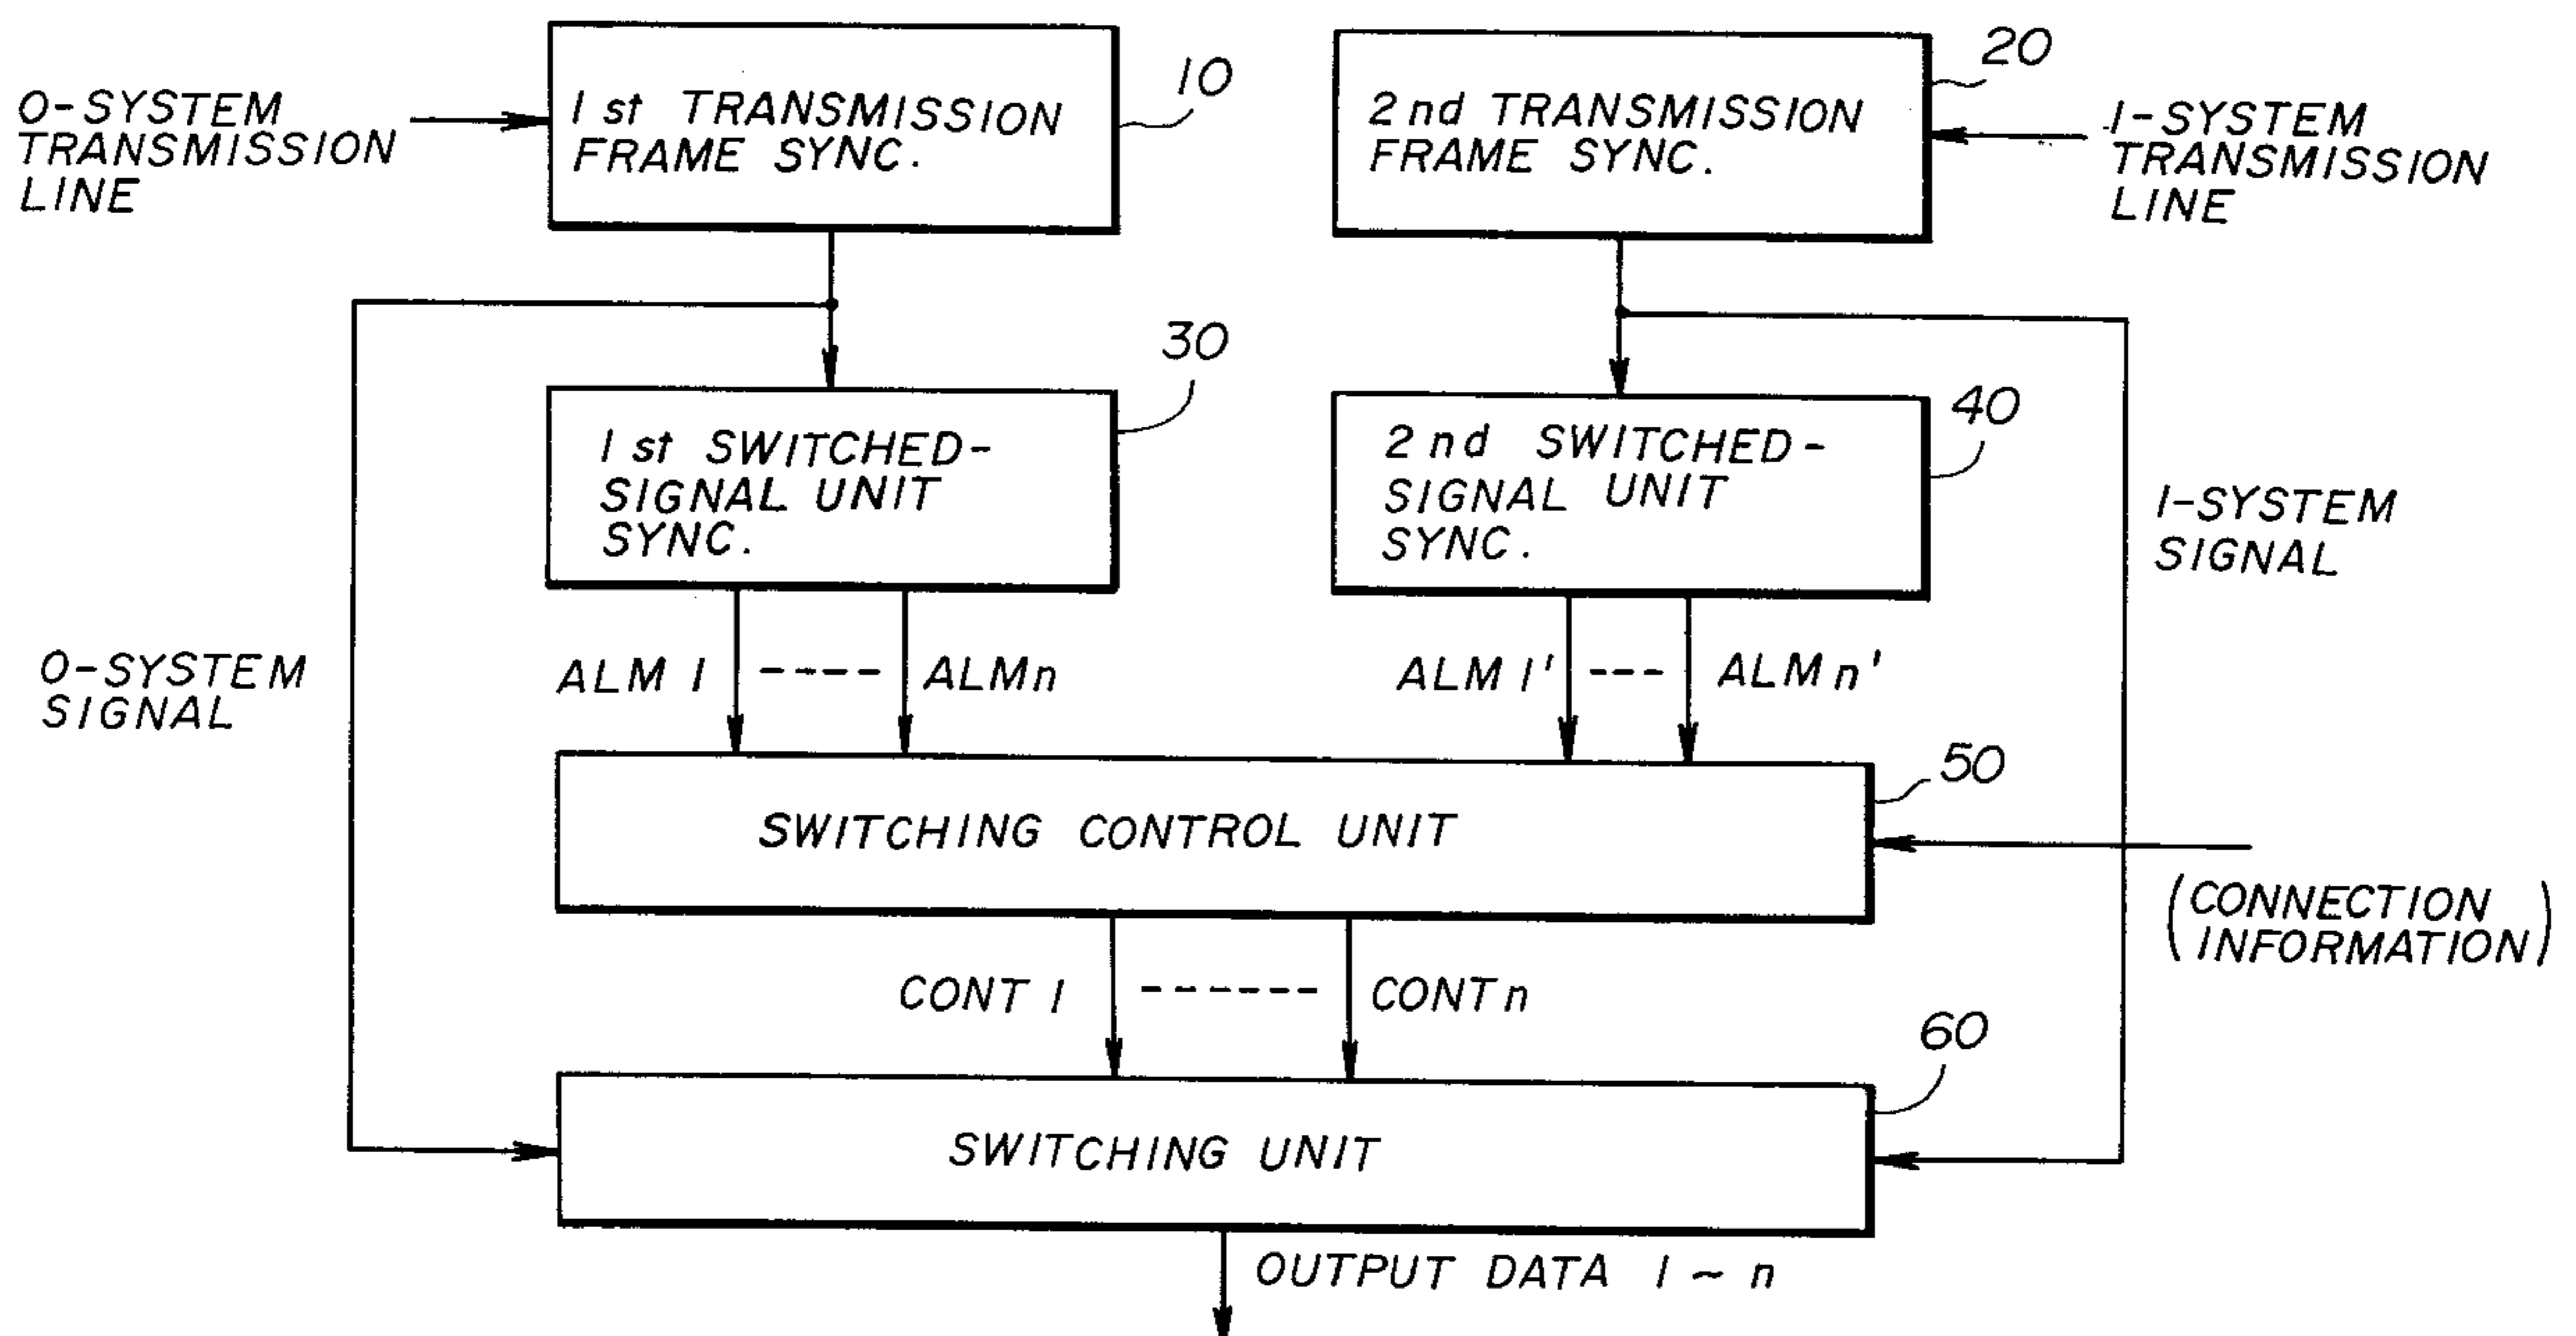 0-SYSTEM
TRANSMISSION
LINE
1st TRANSMISSION
FRAME SYNC.
10
2nd TRANSMISSION
FRAME SYNC.
20
1-SYSTEM
TRANSMISSION
LINE
1st SWITCHED-
SIGNAL UNIT
SYNC.
30
2nd SWITCHED-
SIGNAL UNIT
SYNC.
40
1-SYSTEM
SIGNAL
0-SYSTEM
SIGNAL
ALM 1 ---- ALMn
ALM 1' --- ALMn'
SWITCHING CONTROL UNIT
50
(CONNECTION
INFORMATION)
CONT 1 ------ CONTn
SWITCHING UNIT
60
OUTPUT DATA 1 ~ n